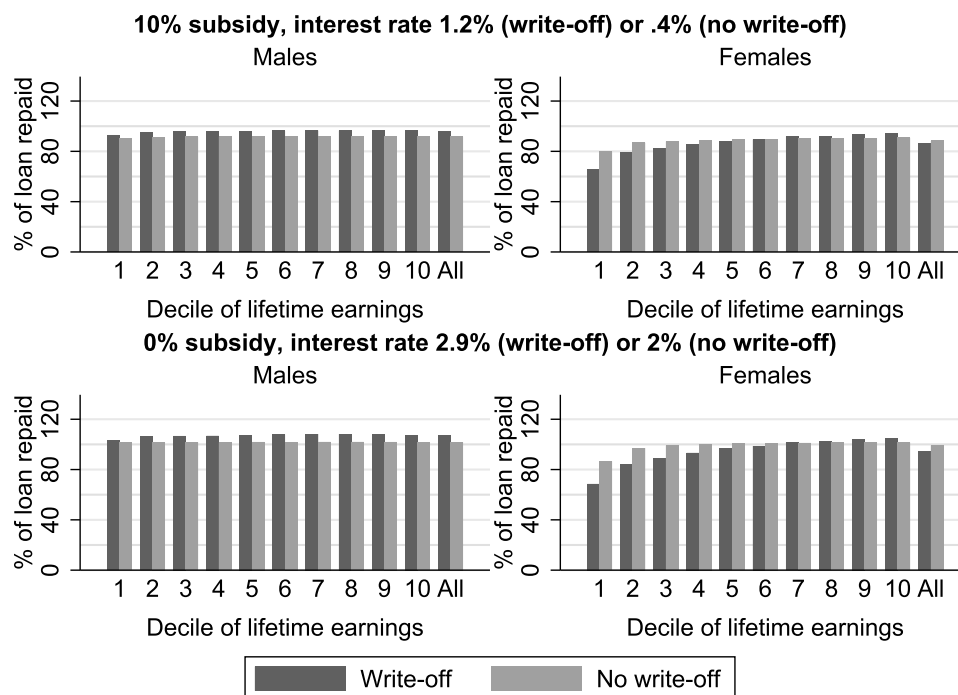 10% subsidy, interest rate 1.2% (write-off) or .4% (no write-off)
Males
Females
% of loan repaid
0 40 80 120
1 2 3 4 5 6 7 8 9 10 All
Decile of lifetime earnings
% of loan repaid
0 40 80 120
1 2 3 4 5 6 7 8 9 10 All
Decile of lifetime earnings
0% subsidy, interest rate 2.9% (write-off) or 2% (no write-off)
Males
Females
% of loan repaid
0 40 80 120
1 2 3 4 5 6 7 8 9 10 All
Decile of lifetime earnings
% of loan repaid
0 40 80 120
1 2 3 4 5 6 7 8 9 10 All
Decile of lifetime earnings
Write-off
No write-off